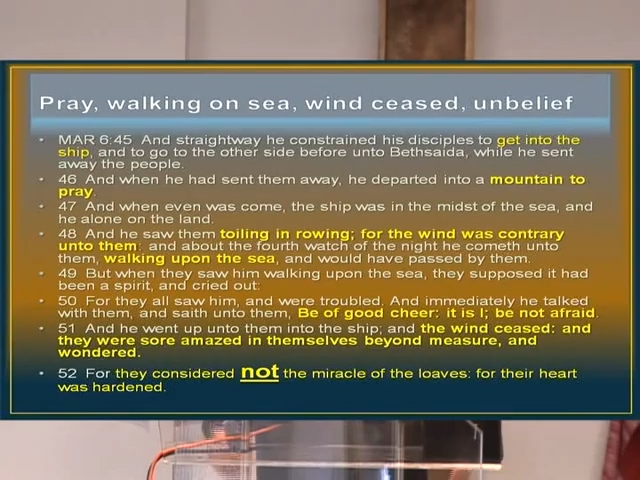 Pray, walking on sea, wind ceased, unbelief
• MAR 6:45 And straightway he constrained his disciples to get into the
ship, and to go to the other side before unto Bethsaida, while he sent
away the people.
• 46 And when he had sent them away, he departed into a mountain to
pray.
• 47 And when even was come, the ship was in the midst of the sea, and
he alone on the land.
• 48 And he saw them toiling in rowing; for the wind was contrary
unto them: and about the fourth watch of the night he cometh unto
them, walking upon the sea, and would have passed by them.
• 49 But when they saw him walking upon the sea, they supposed it had
been a spirit, and cried out:
• 50 For they all saw him, and were troubled. And immediately he talked
with them, and saith unto them, Be of good cheer: it is I; be not afraid.
• 51 And he went up unto them into the ship; and the wind ceased: and
they were sore amazed in themselves beyond measure, and
wondered.
• 52 For they considered not the miracle of the loaves: for their heart
was hardened.